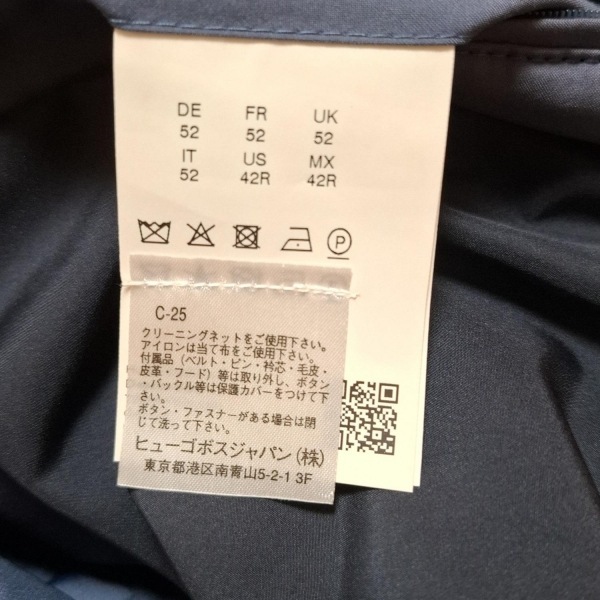 DE FR UK
52 52 52
IT US MX
52 42R 42R
P
C-25
クリーニングネットをご使用下さい。
アイロンは当て布をご使用下さい。
付属品（ベルト・ピン・衿芯・毛皮・
皮革・フード）等は取り外し、ボタン
・バックル等は保護カバーをつけて下
さい。
ボタン・ファスナーがある場合は閉
じて洗って下さい。
ヒューゴボスジャパン（株）
東京都港区南青山5-2-1 3F